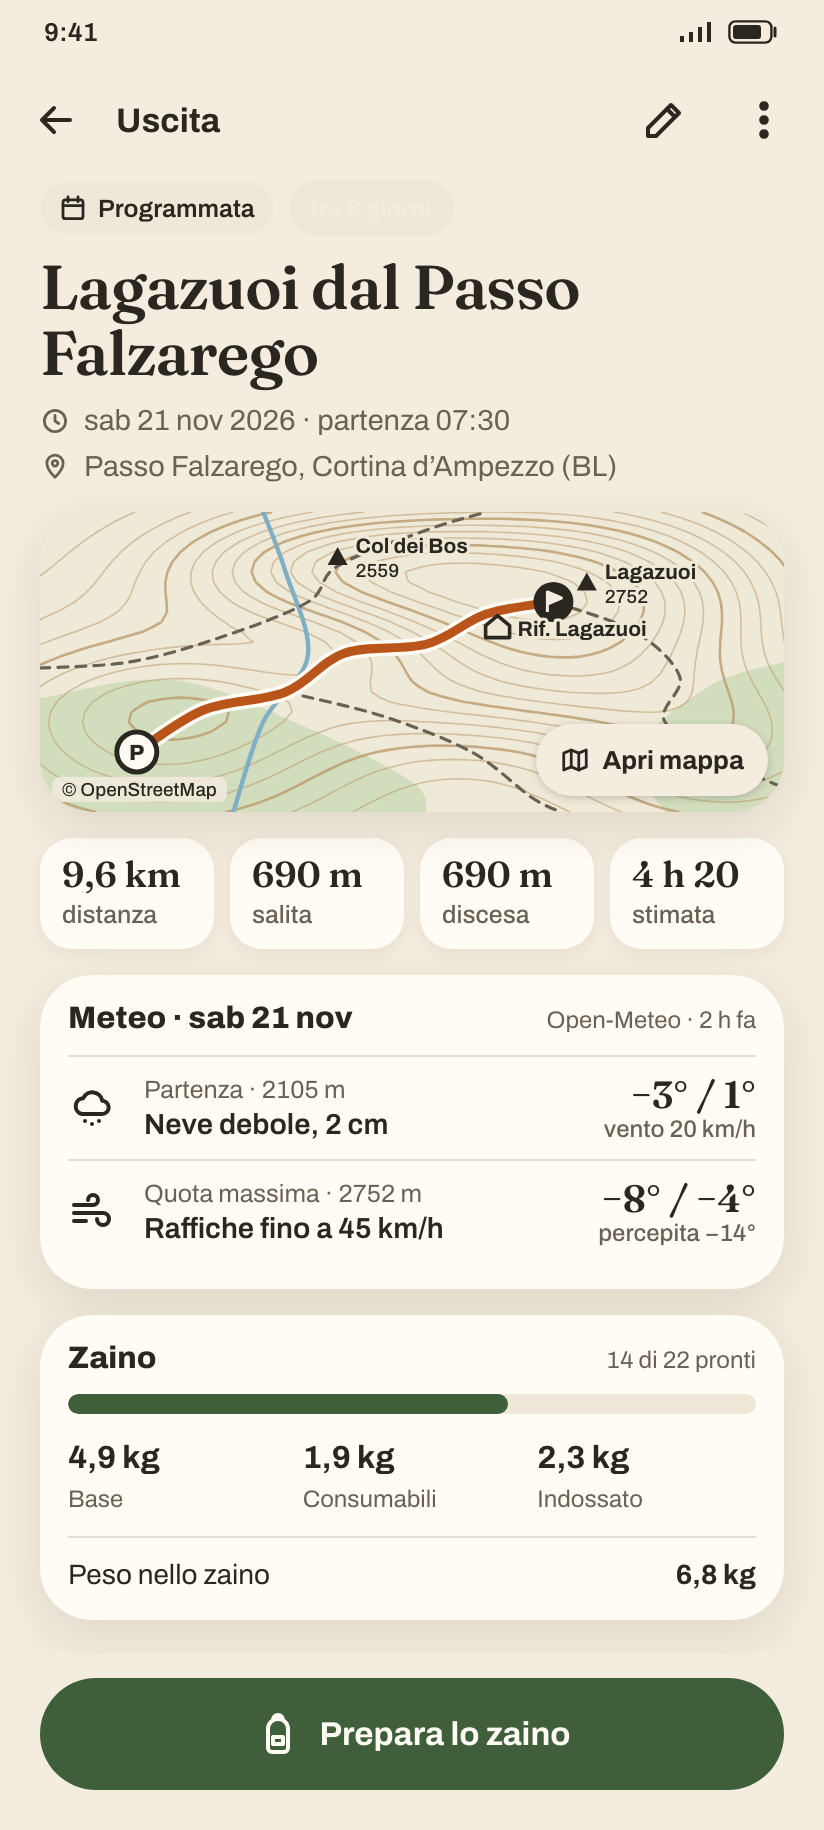 9:41
Uscita
Programmata
tra 6 giorni
Lagazuoi dal Passo
Falzarego
sab 21 nov 2026 · partenza 07:30
Passo Falzarego, Cortina d’Ampezzo (BL)
Col dei Bos
2559
Lagazuoi
2752
Rif. Lagazuoi
P
Apri mappa
© OpenStreetMap
9,6 km
distanza
690 m
salita
690 m
discesa
4 h 20
stimata
Meteo · sab 21 nov
Open-Meteo · 2 h fa
Partenza · 2105 m
Neve debole, 2 cm
−3° / 1°
vento 20 km/h
Quota massima · 2752 m
Raffiche fino a 45 km/h
−8° / −4°
percepita −14°
Zaino
14 di 22 pronti
4,9 kg
Base
1,9 kg
Consumabili
2,3 kg
Indossato
Peso nello zaino
6,8 kg
Prepara lo zaino